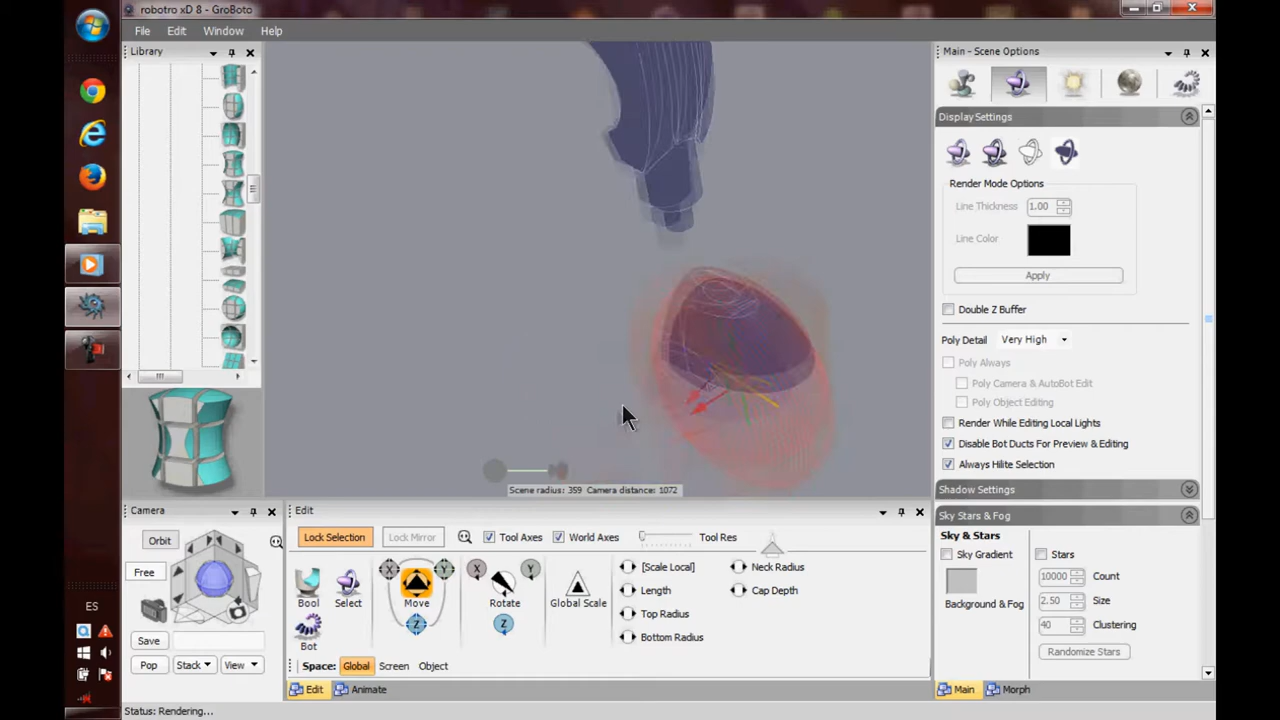 robotro xD 8 - GroBoto
File Edit Window Help
Library
Main - Scene Options
DisplaySettings
Render Mode Options
Line Thickness 1.00
Line Color
Apply
Double Z Buffer
Poly Detail Very High
Poly Always
Poly Camera & AutoBot Edit
Poly Object Editing
Render While Editing Local Lights
Disable Bot Ducts For Preview & Editing
Always Hilite Selection
Shadow Settings
Sky Stars & Fog
Sky & Stars
Sky Gradient
Stars
10000 Count
Background & Fog
2.50 Size
40 Clustering
Randomize Stars
Main Morph
Scene radius: 359 Camera distance: 1072
Camera
Orbit
Free
Save
Pop Stack View
Edit
Lock Selection Lock Mirror Tool Axes World Axes Tool Res
X Y X Y
[Scale Local] Neck Radius
Length Cap Depth
Top Radius
Bottom Radius
Bool Select Move Rotate Global Scale
Z Z
Bot
Space: Global Screen Object
Edit Animate
ES
Status: Rendering...